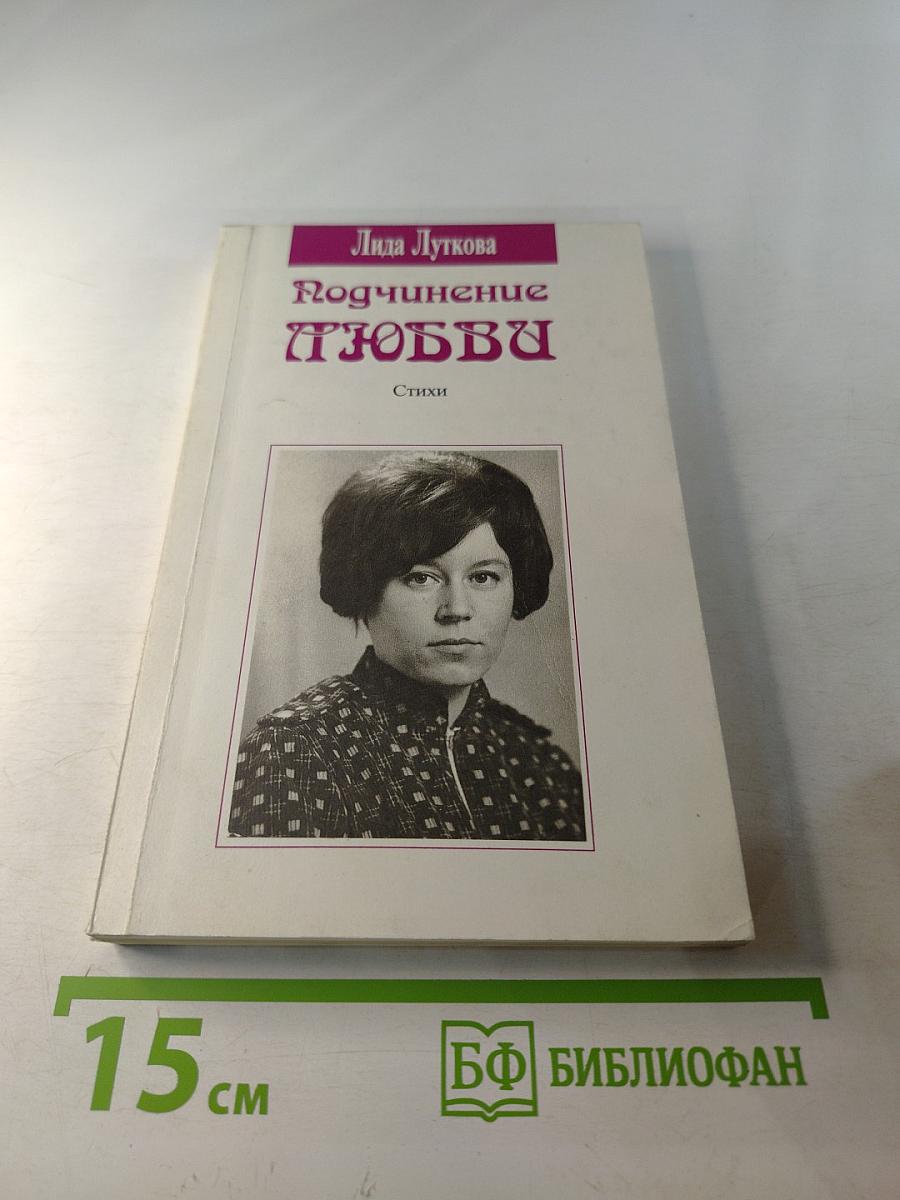 Лида Луткова
Подчинение
ЛЮБВИ
Стихи
15 см
БФ БИБЛИОФАН